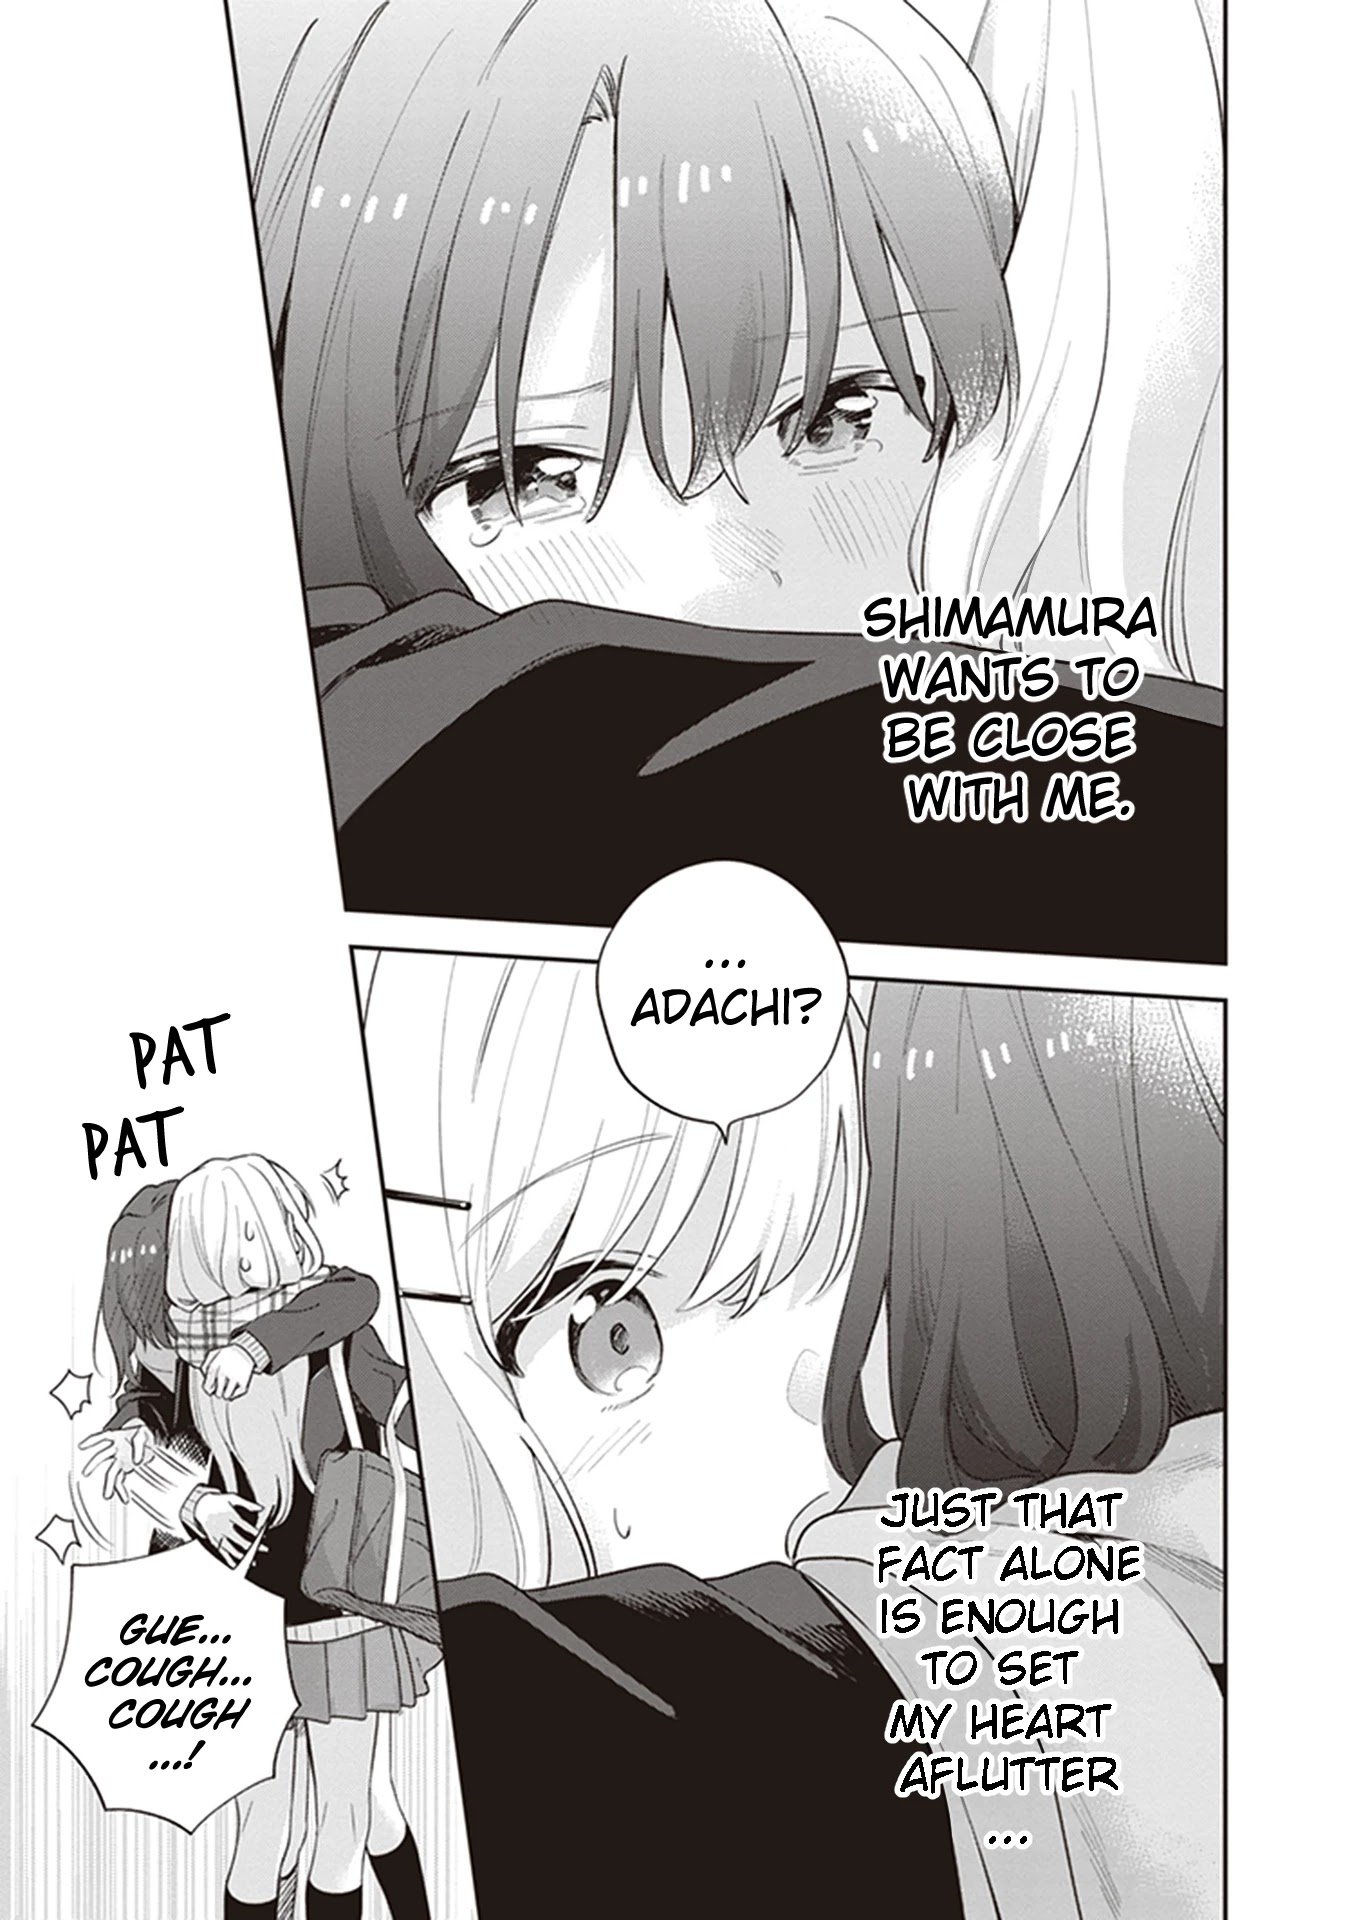 SHIMAMURA
WANTS TO
BE CLOSE
WITH ME.
...
ADACHI?
JUST THAT
FACT ALONE
IS ENOUGH
TO SET
MY HEART
AFLUTTER
...
PAT
PAT
GUE...
COUGH...
COUGH
...!